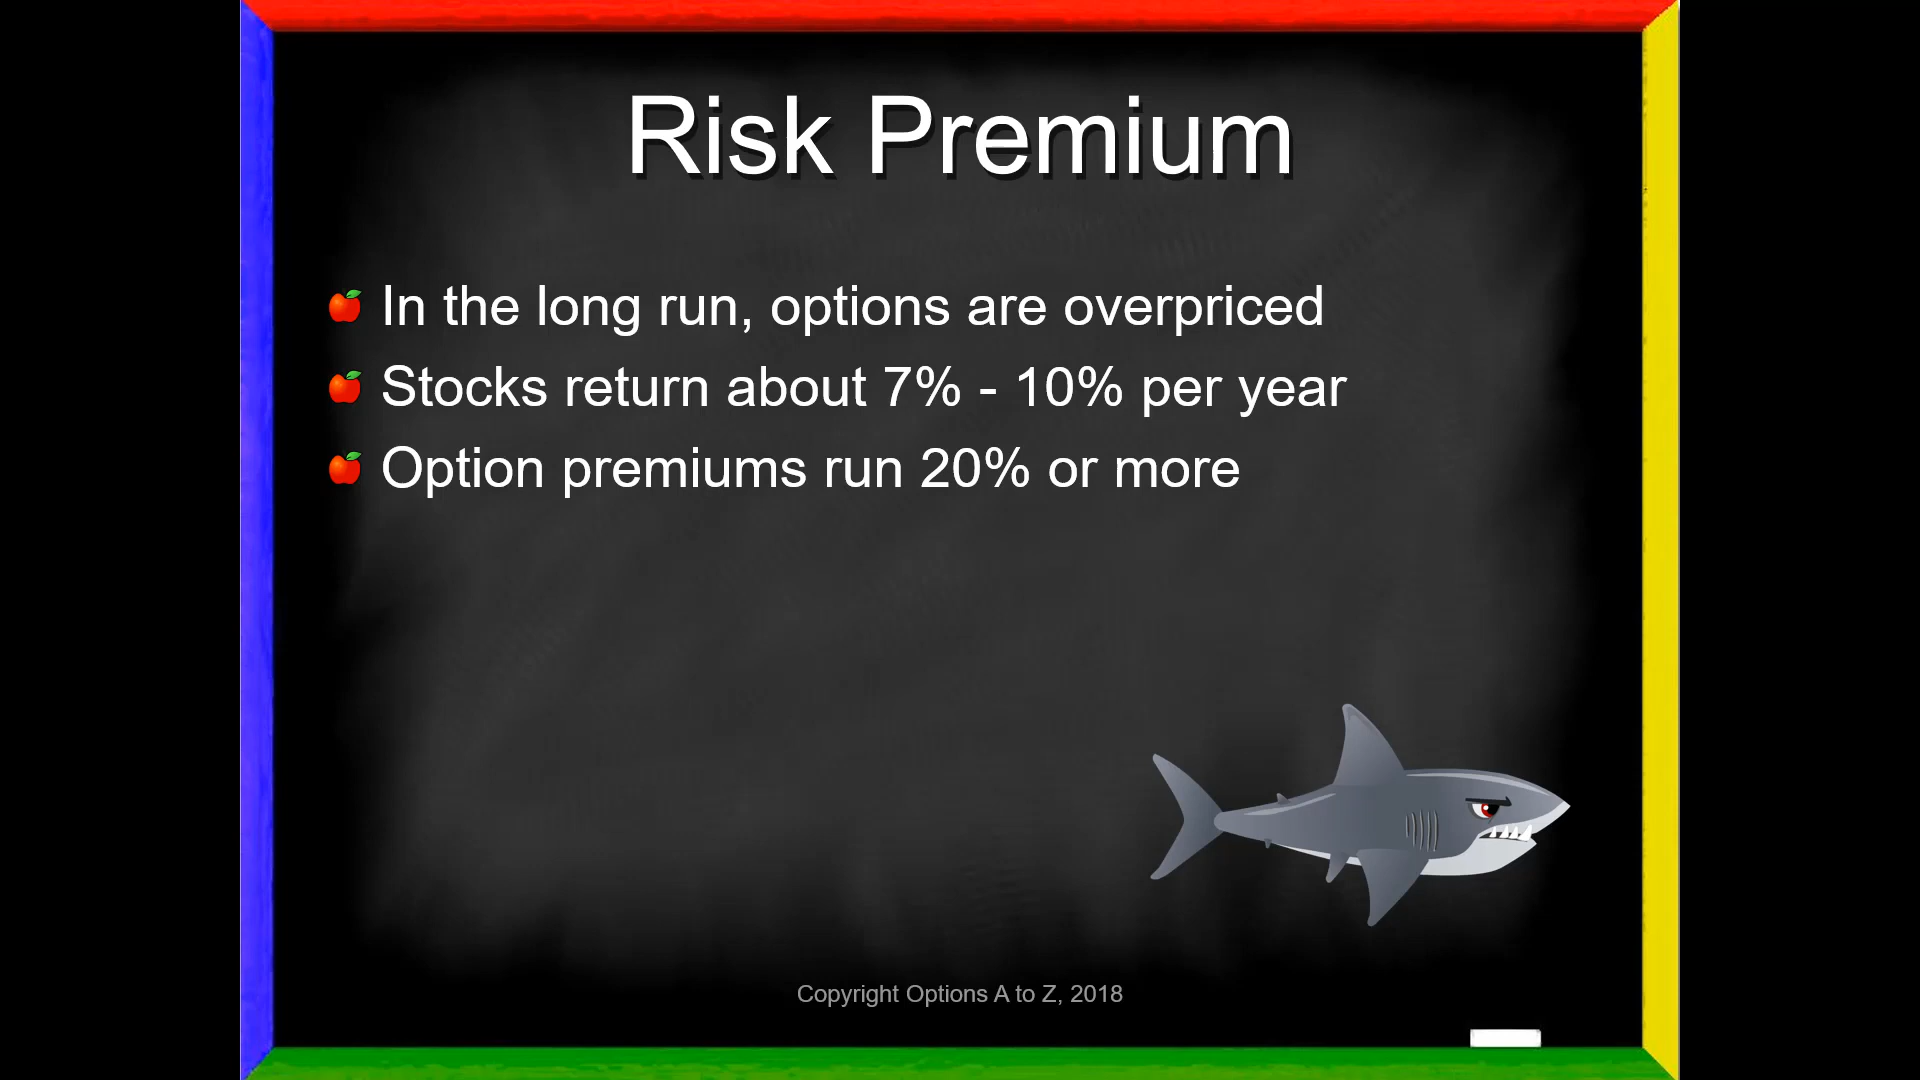 Risk Premium
In the long run, options are overpriced
Stocks return about 7% - 10% per year
Option premiums run 20% or more
Copyright Options A to Z, 2018